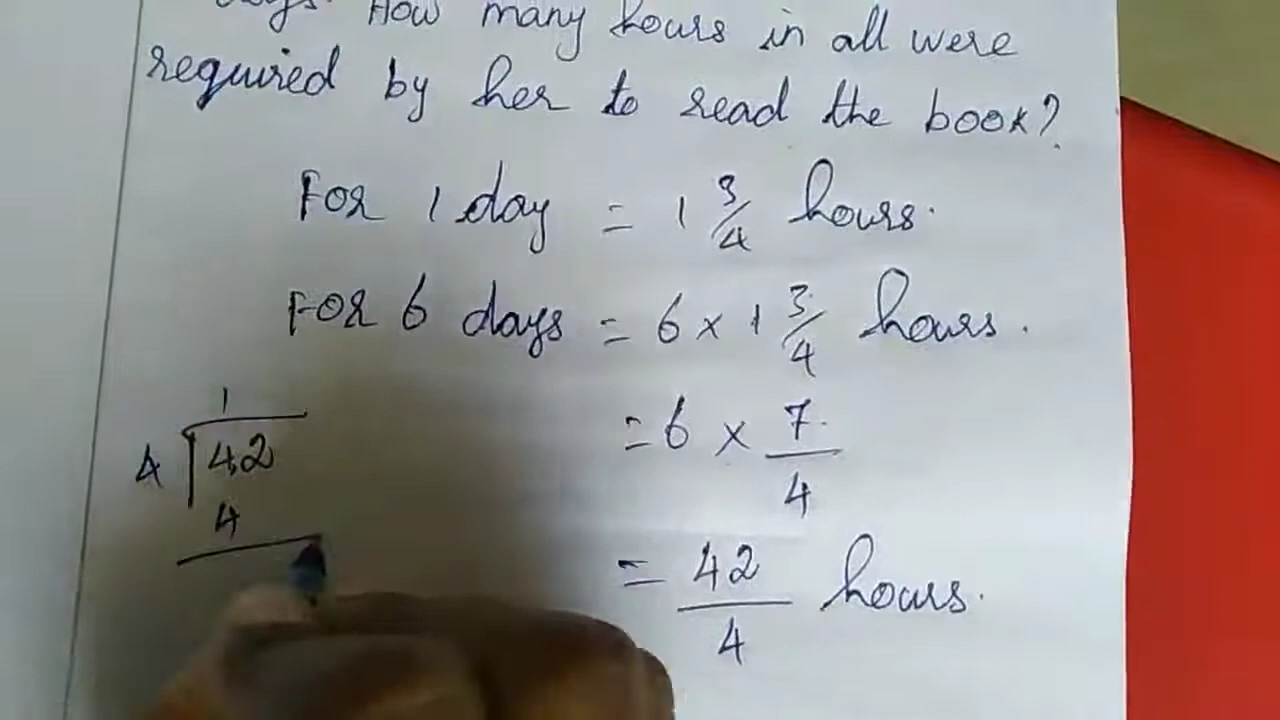 days. How many hours in all were
required by her to read the book?
For 1 day = 1 3/4 hours.
For 6 days = 6 × 1 3/4 hours.
= 6 × 7/4
= 42/4 hours.
1
4 42
4